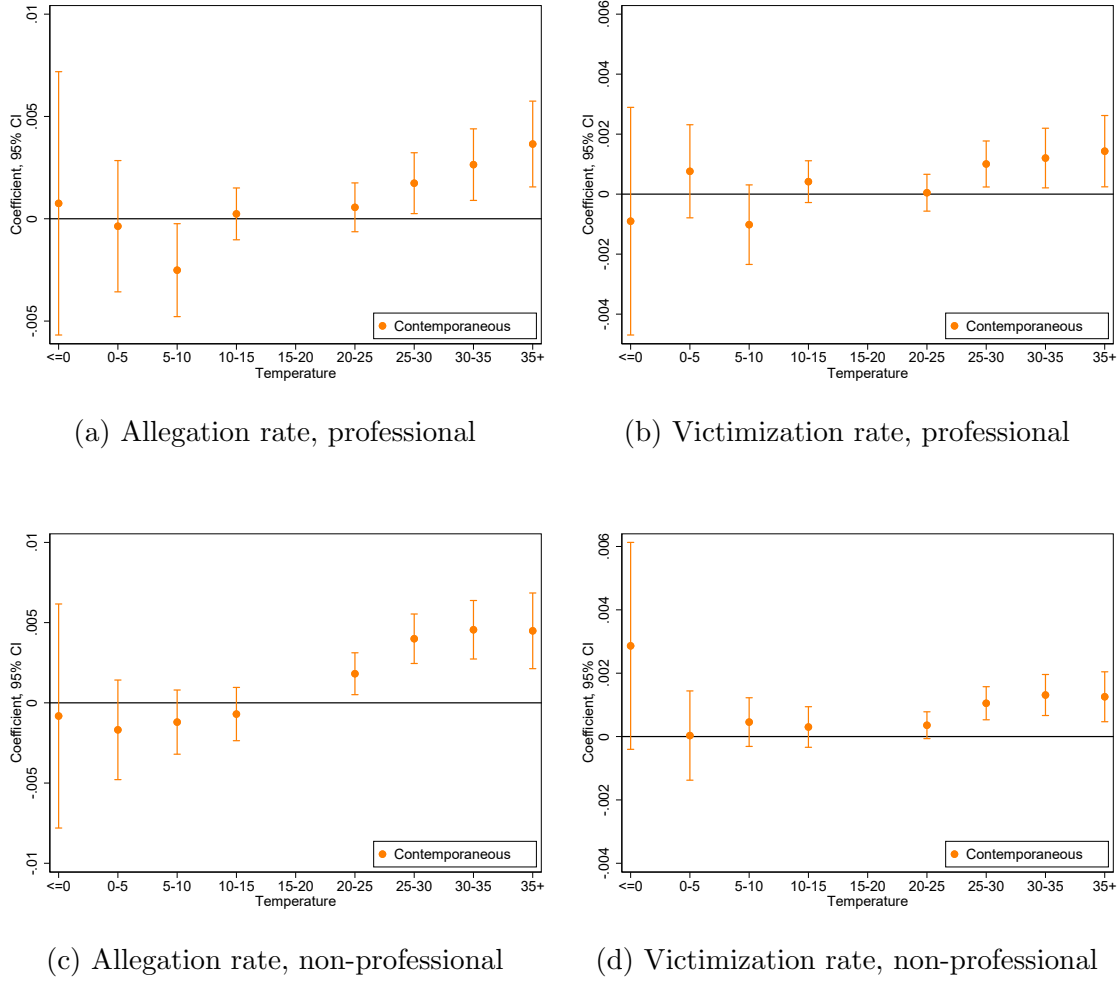 .01
.005
0
-.005
Coefficient, 95% CI
Contemporaneous
<=0 0-5 5-10 10-15 15-20 20-25 25-30 30-35 35+
Temperature
(a) Allegation rate, professional
.006
.004
.002
0
-.002
-.004
Coefficient, 95% CI
Contemporaneous
<=0 0-5 5-10 10-15 15-20 20-25 25-30 30-35 35+
Temperature
(b) Victimization rate, professional
.01
.005
0
-.005
-.01
Coefficient, 95% CI
Contemporaneous
<=0 0-5 5-10 10-15 15-20 20-25 25-30 30-35 35+
Temperature
(c) Allegation rate, non-professional
.006
.004
.002
0
-.002
-.004
Coefficient, 95% CI
Contemporaneous
<=0 0-5 5-10 10-15 15-20 20-25 25-30 30-35 35+
Temperature
(d) Victimization rate, non-professional